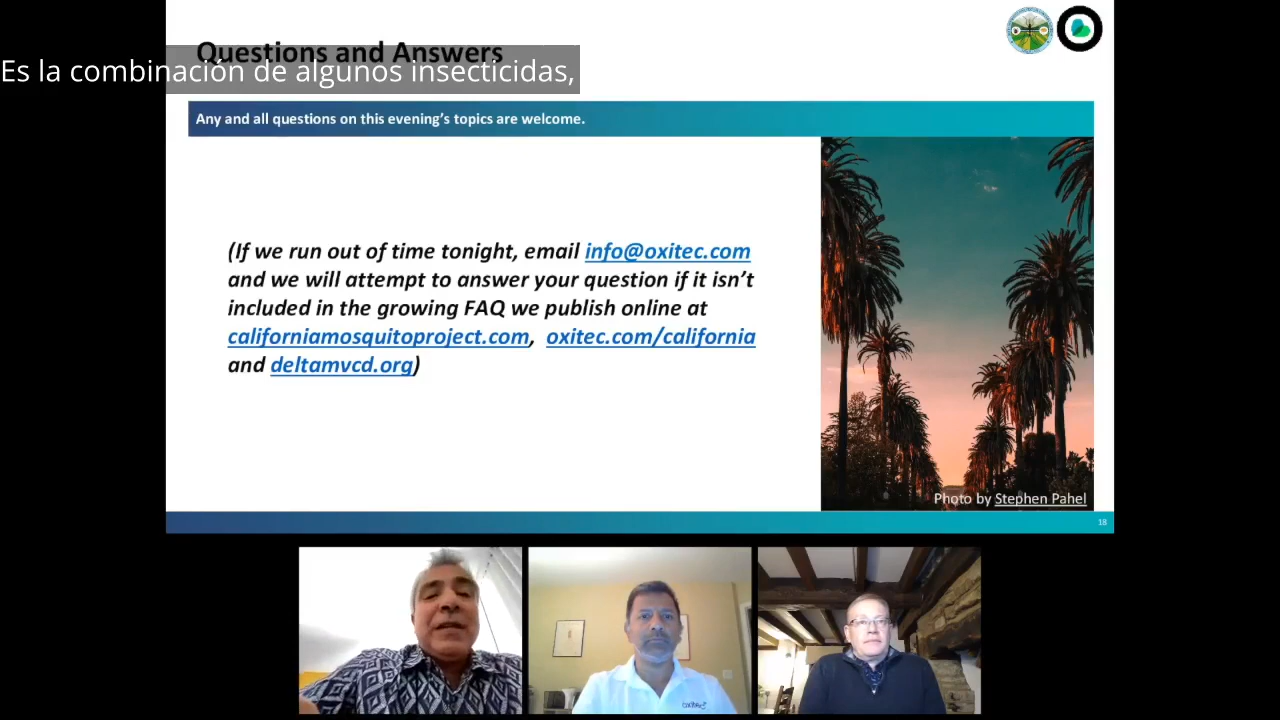 Questions and Answers
Es la combinación de algunos insecticidas,
Any and all questions on this evening’s topics are welcome.
(If we run out of time tonight, email info@oxitec.com
and we will attempt to answer your question if it isn’t
included in the growing FAQ we publish online at
californiamosquitoproject.com, oxitec.com/california
and deltamvcd.org)
Photo by Stephen Pahel
18
oxitec